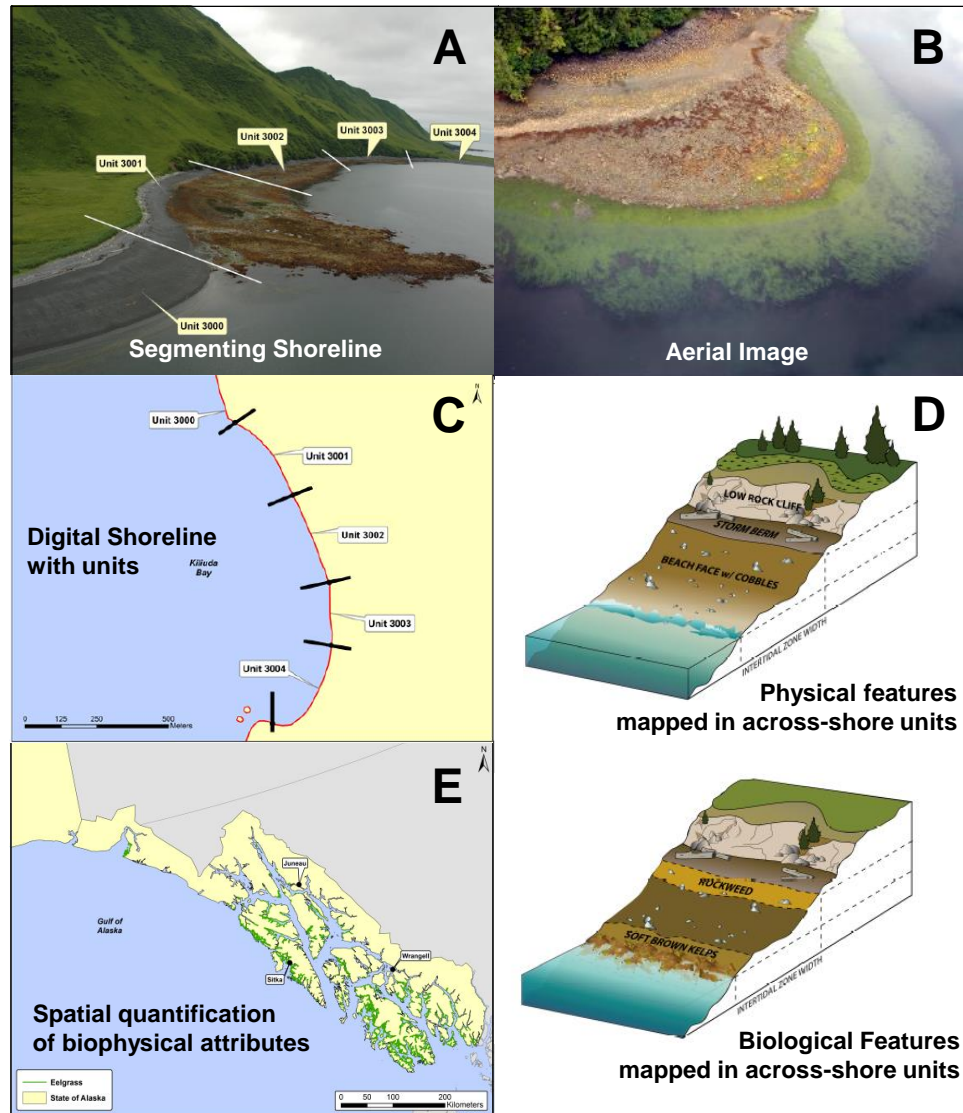 A
Unit 3004
Unit 3003
Unit 3002
Unit 3001
Unit 3000
Segmenting Shoreline
B
Aerial Image
C
N
Unit 3000
Unit 3001
Unit 3002
Unit 3003
Unit 3004
Digital Shoreline
with units
Bay
0 125 250 500
Meters
D
LOW ROCK CLIFF
STORM BERM
BEACH FACE w/ COBBLES
INTERTIDAL ZONE WIDTH
Physical features
mapped in across-shore units
E
N
Juneau
Gulf of
Alaska
Sitka
Wrangell
Spatial quantification
of biophysical attributes
Eelgrass
State of Alaska
0 50 100 200
Kilometers
ROCKWEED
SOFT BROWN KELPS
INTERTIDAL ZONE WIDTH
Biological Features
mapped in across-shore units